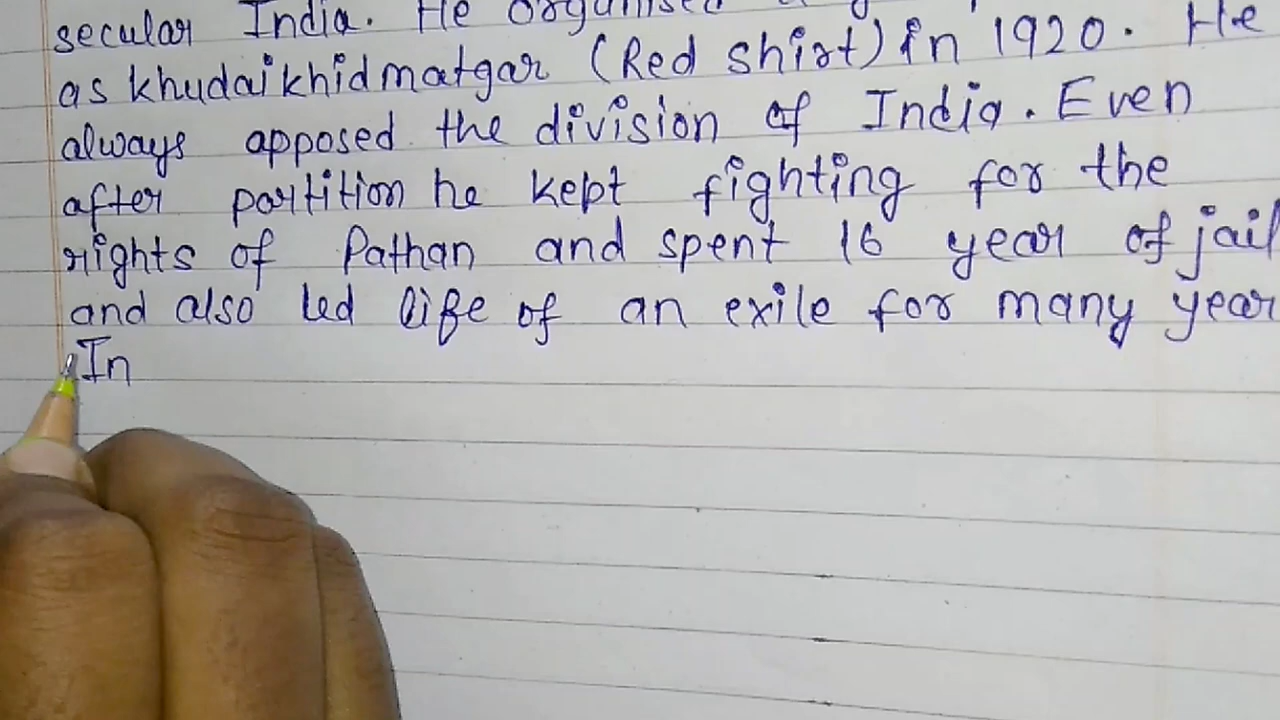 secular India. He organised a
as khudai khidmatgar (Red shirt) in 1920. He
always apposed the division of India. Even
after partition he kept fighting for the
rights of Pathan and spent 16 year of jail
and also led life of an exile for many year
In